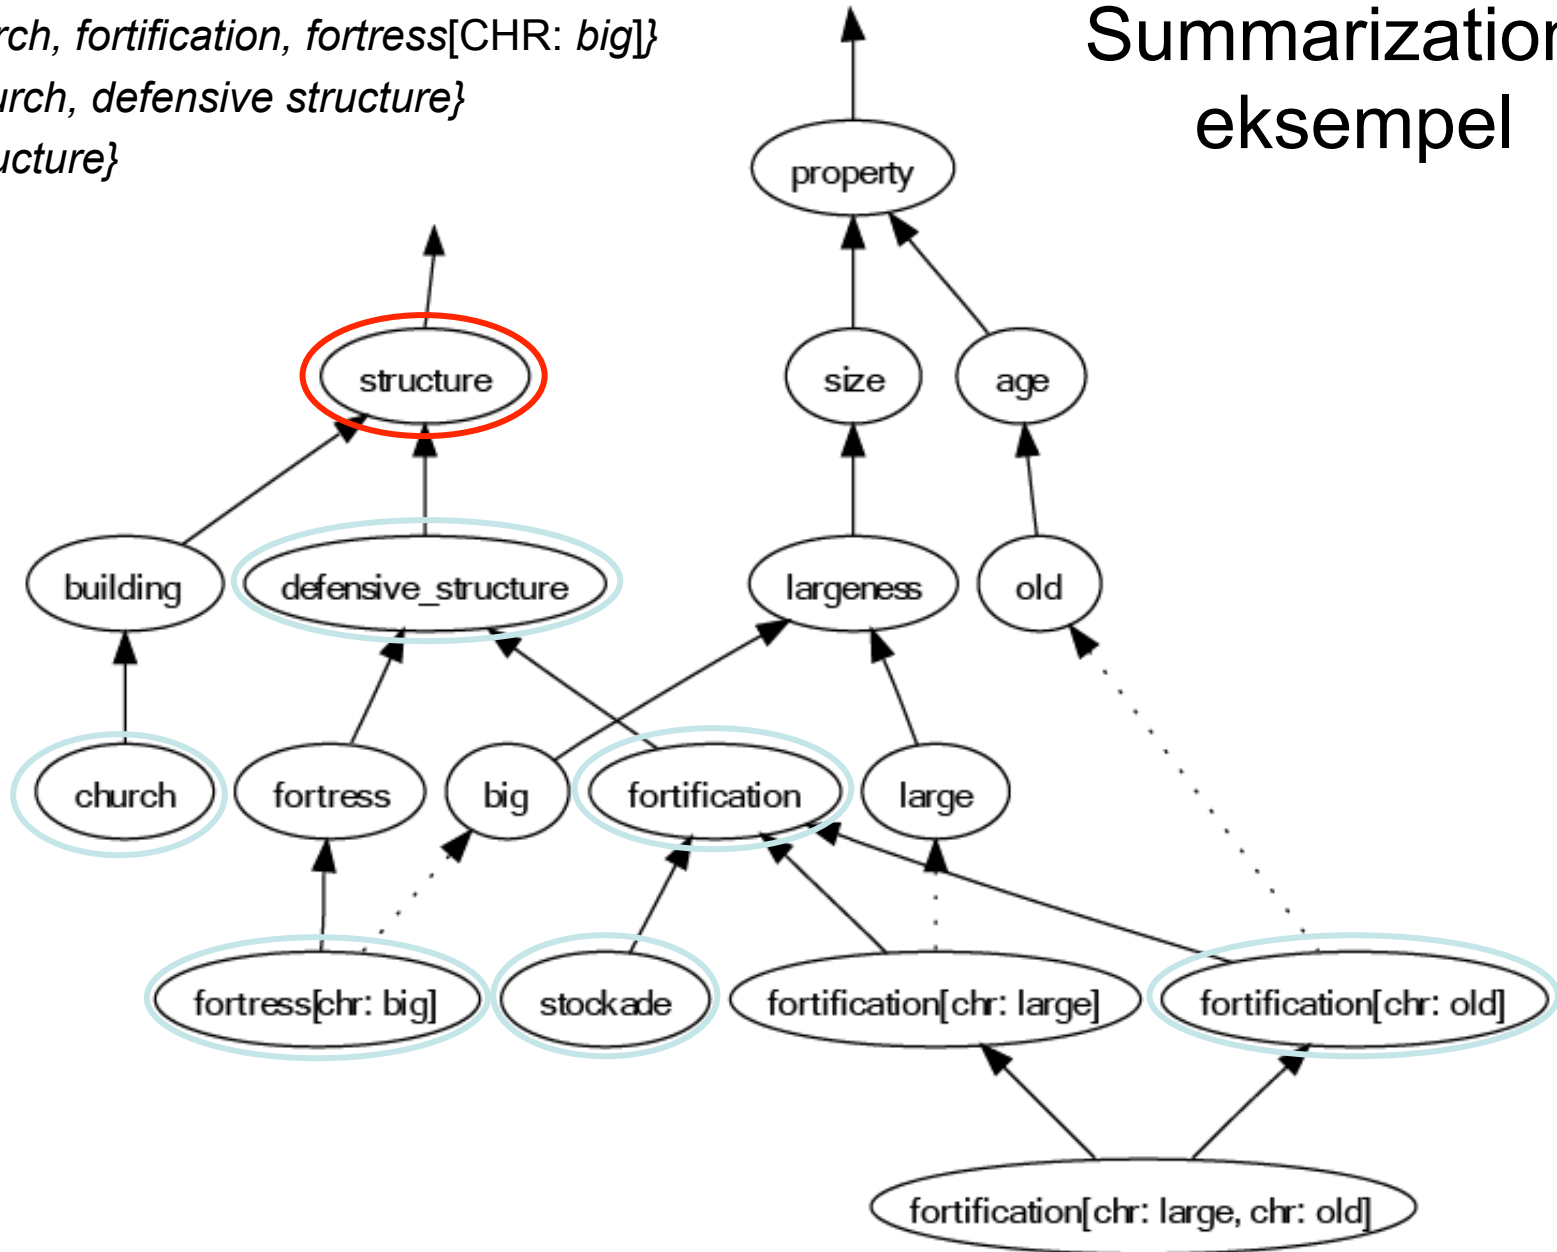 rch, fortification, fortress[CHR: big]}
urch, defensive structure}
ucture}
Summarization
eksempel
property
structure
size
age
building
defensive_structure
largeness
old
church
fortress
big
fortification
large
fortress[chr: big]
stockade
fortification[chr: large]
fortification[chr: old]
fortification[chr: large, chr: old]